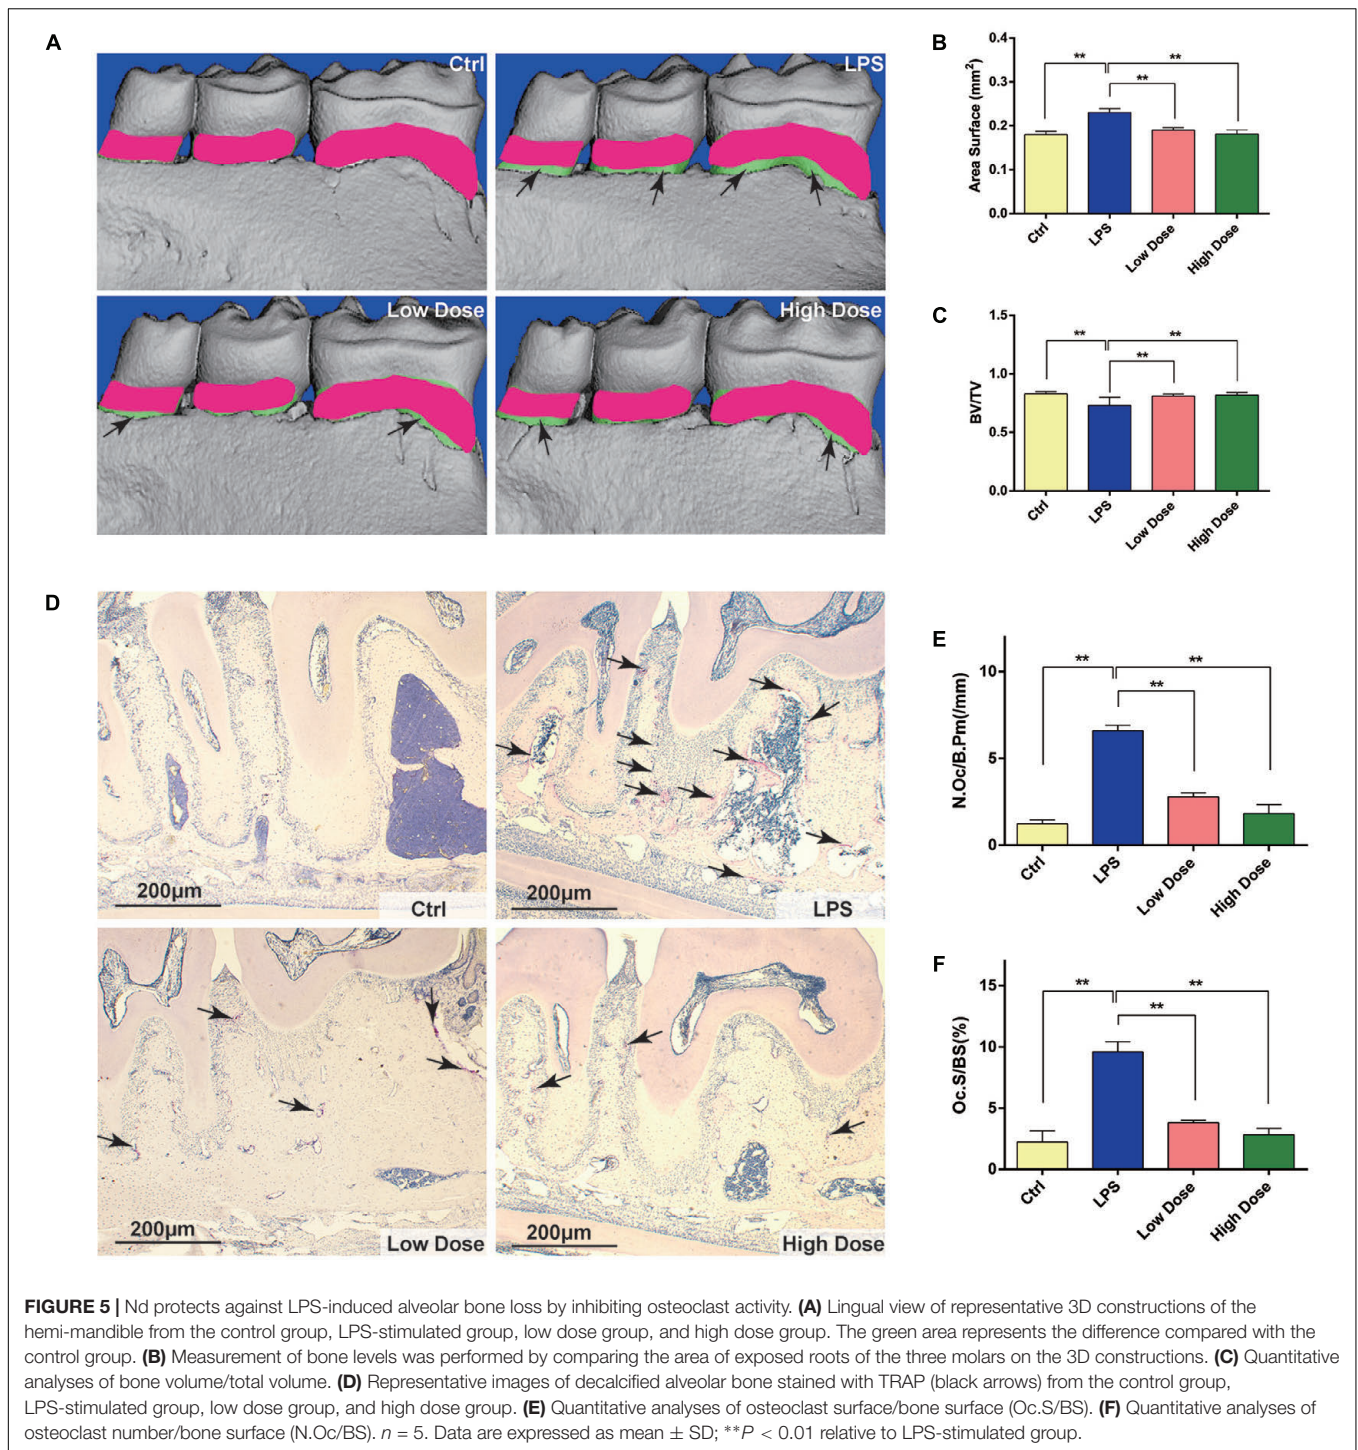 A
Ctrl
LPS
Low Dose
High Dose
B
Area Surface (mm²)
0.4
0.3
0.2
0.1
0.0
** ** **
Ctrl
LPS
Low Dose
High Dose
C
BV/TV
1.5
1.0
0.5
0.0
** ** **
Ctrl
LPS
Low Dose
High Dose
D
200µm
Ctrl
LPS
200µm
Low Dose
200µm
High Dose
E
N.Oc/B.Pm(/mm)
10
5
0
** ** **
Ctrl
LPS
Low Dose
High Dose
F
Oc.S/BS(%)
15
10
5
0
** ** **
Ctrl
LPS
Low Dose
High Dose
FIGURE 5 | Nd protects against LPS-induced alveolar bone loss by inhibiting osteoclast activity. (A) Lingual view of representative 3D constructions of the
hemi-mandible from the control group, LPS-stimulated group, low dose group, and high dose group. The green area represents the difference compared with the
control group. (B) Measurement of bone levels was performed by comparing the area of exposed roots of the three molars on the 3D constructions. (C) Quantitative
analyses of bone volume/total volume. (D) Representative images of decalcified alveolar bone stained with TRAP (black arrows) from the control group,
LPS-stimulated group, low dose group, and high dose group. (E) Quantitative analyses of osteoclast surface/bone surface (Oc.S/BS). (F) Quantitative analyses of
osteoclast number/bone surface (N.Oc/BS). n = 5. Data are expressed as mean ± SD; **P < 0.01 relative to LPS-stimulated group.